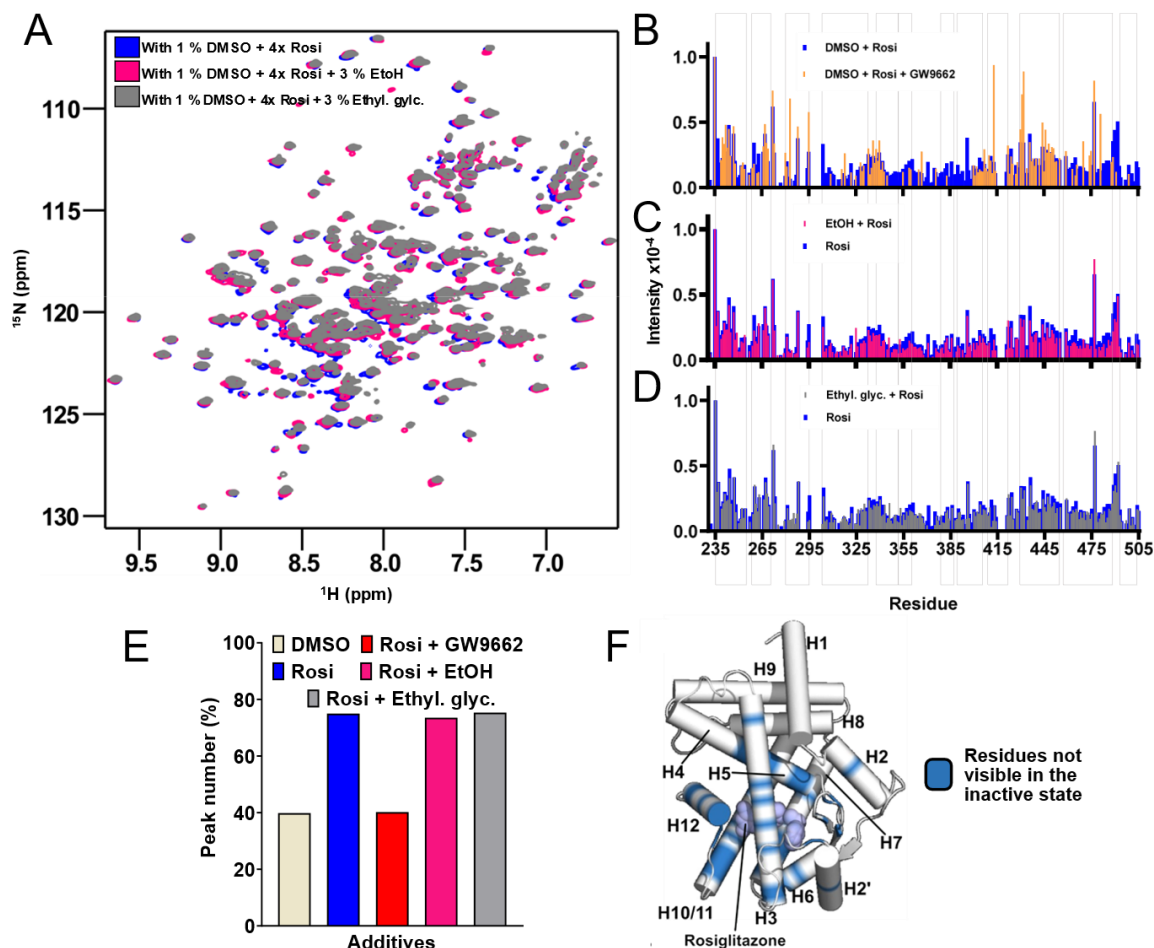 A
With 1 % DMSO + 4x Rosi
With 1 % DMSO + 4x Rosi + 3 % EtoH
With 1 % DMSO + 4x Rosi + 3 % Ethyl. gylc.
110
115
120
125
130
¹⁵N (ppm)
9.5 9.0 8.5 8.0 7.5 7.0
¹H (ppm)
B
DMSO + Rosi
DMSO + Rosi + GW9662
1.0
0.5
0.0
C
EtOH + Rosi
Rosi
1.0
0.5
0.0
Intensity x10⁻⁴
D
Ethyl. glyc. + Rosi
Rosi
1.0
0.5
0.0
235 265 295 325 355 385 415 445 475 505
Residue
E
DMSO Rosi + GW9662
Rosi Rosi + EtOH
Rosi + Ethyl. glyc.
100
80
60
40
20
0
Peak number (%)
Additives
F
H1
H9
H8
H2
H4
H5
H12
H7
H6
H2'
H10/11
H3
Rosiglitazone
Residues not
visible in the
inactive state